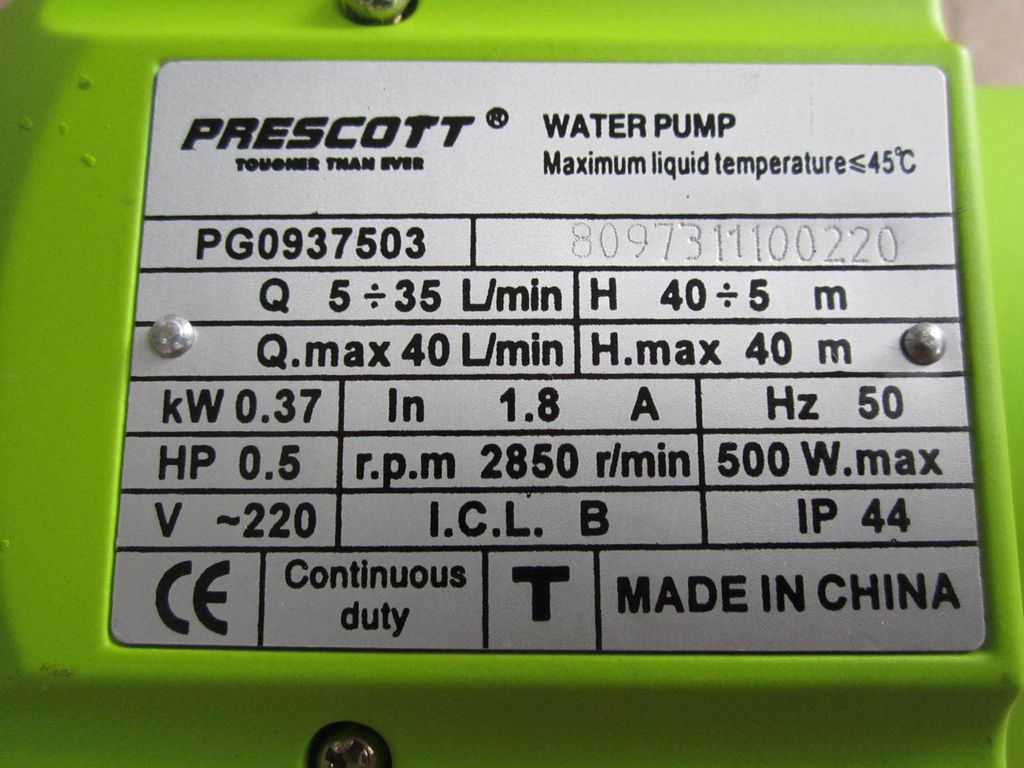 PRESCOTT ® WATER PUMP
TOUGHER THAN EVER Maximum liquid temperature≤45℃
PG0937503 8097311100220
Q 5÷35 L/min H 40÷5 m
Q.max 40 L/min H.max 40 m
kW 0.37 In 1.8 A Hz 50
HP 0.5 r.p.m 2850 r/min 500 W.max
V ~220 I.C.L. B IP 44
CE Continuous duty T MADE IN CHINA